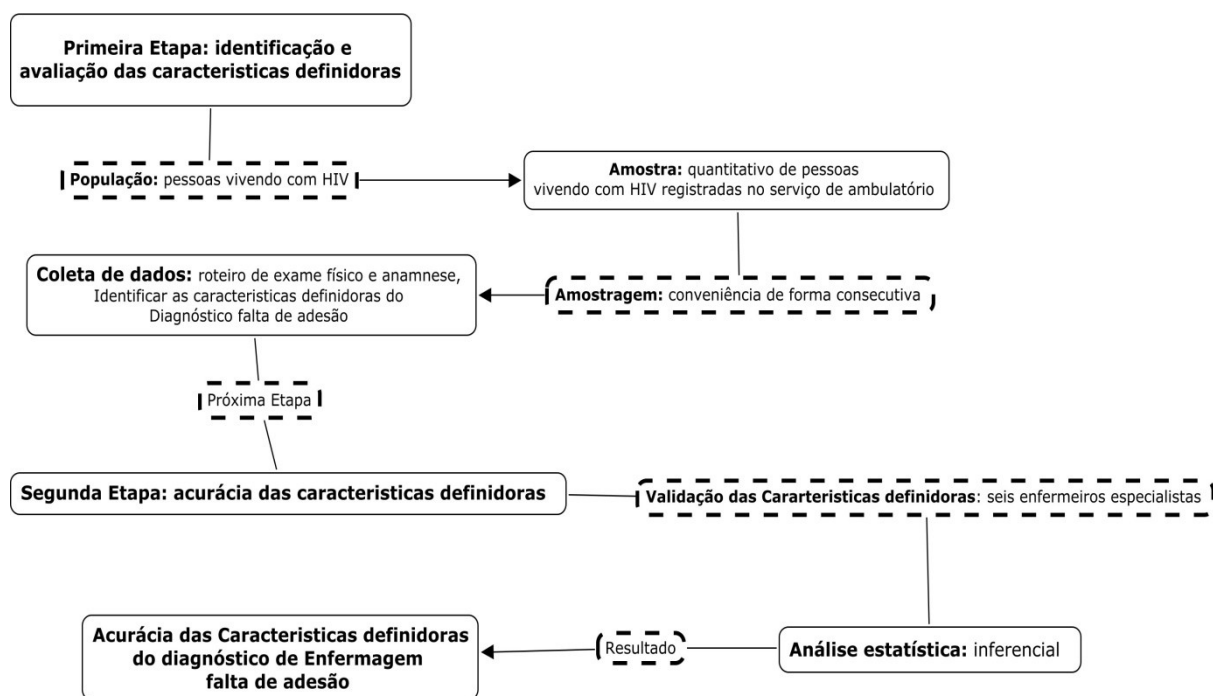 Primeira Etapa: identificação e
avaliação das caracteristicas definidoras
População: pessoas vivendo com HIV
Amostra: quantitativo de pessoas
vivendo com HIV registradas no serviço de ambulatório
Coleta de dados: roteiro de exame físico e anamnese,
Identificar as caracteristicas definidoras do
Diagnóstico falta de adesão
Amostragem: conveniência de forma consecutiva
Próxima Etapa
Segunda Etapa: acurácia das caracteristicas definidoras
Validação das Cararteristicas definidoras: seis enfermeiros especialistas
Acurácia das Caracteristicas definidoras
do diagnóstico de Enfermagem
falta de adesão
Resultado
Análise estatística: inferencial